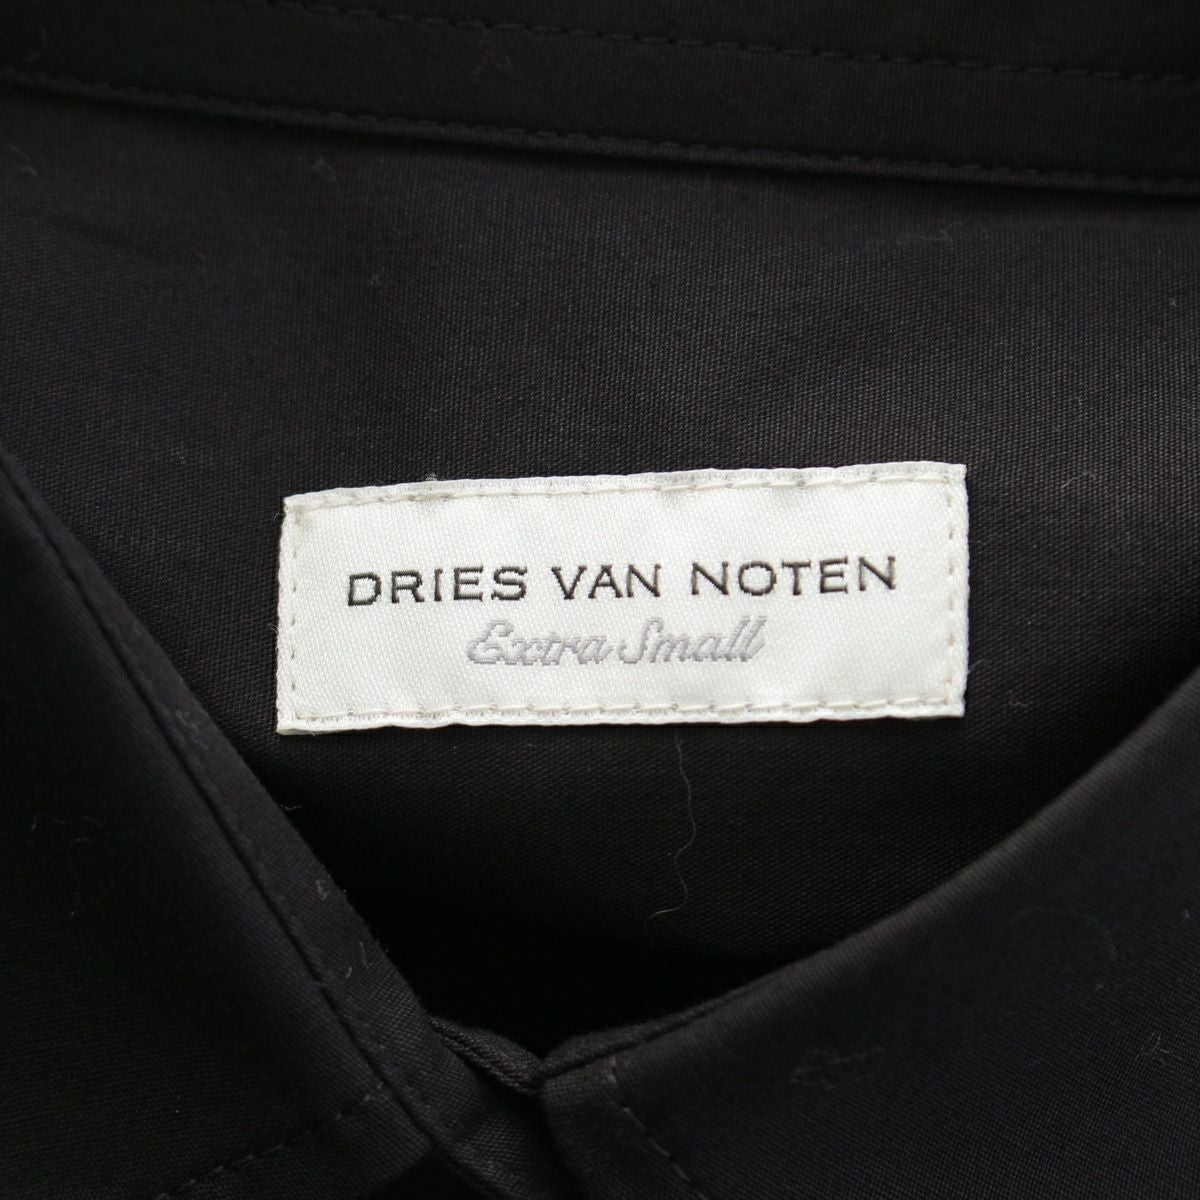 DRIES VAN NOTEN
Extra Small